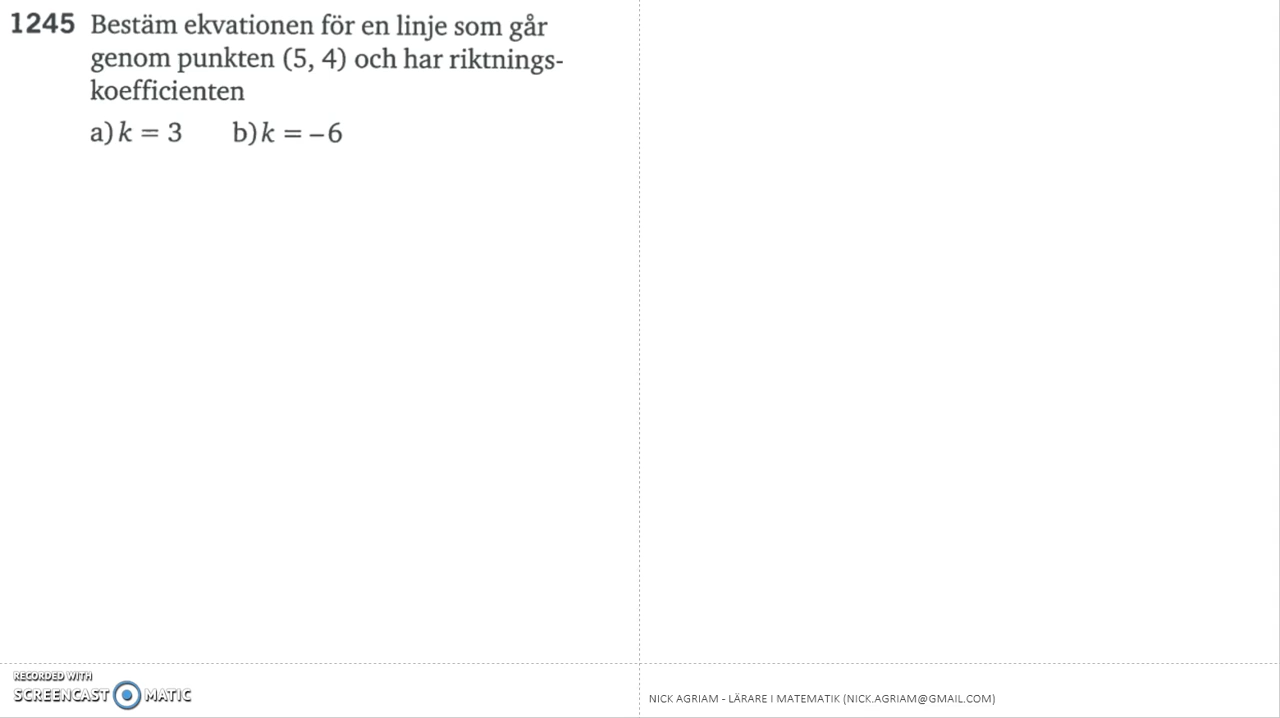 1245 Bestäm ekvationen för en linje som går
genom punkten (5, 4) och har riktnings-
koefficienten
a) k = 3 b) k = −6
RECORDED WITH
SCREENCAST MATIC
NICK AGRIAM - LÄRARE I MATEMATIK (NICK.AGRIAM@GMAIL.COM)